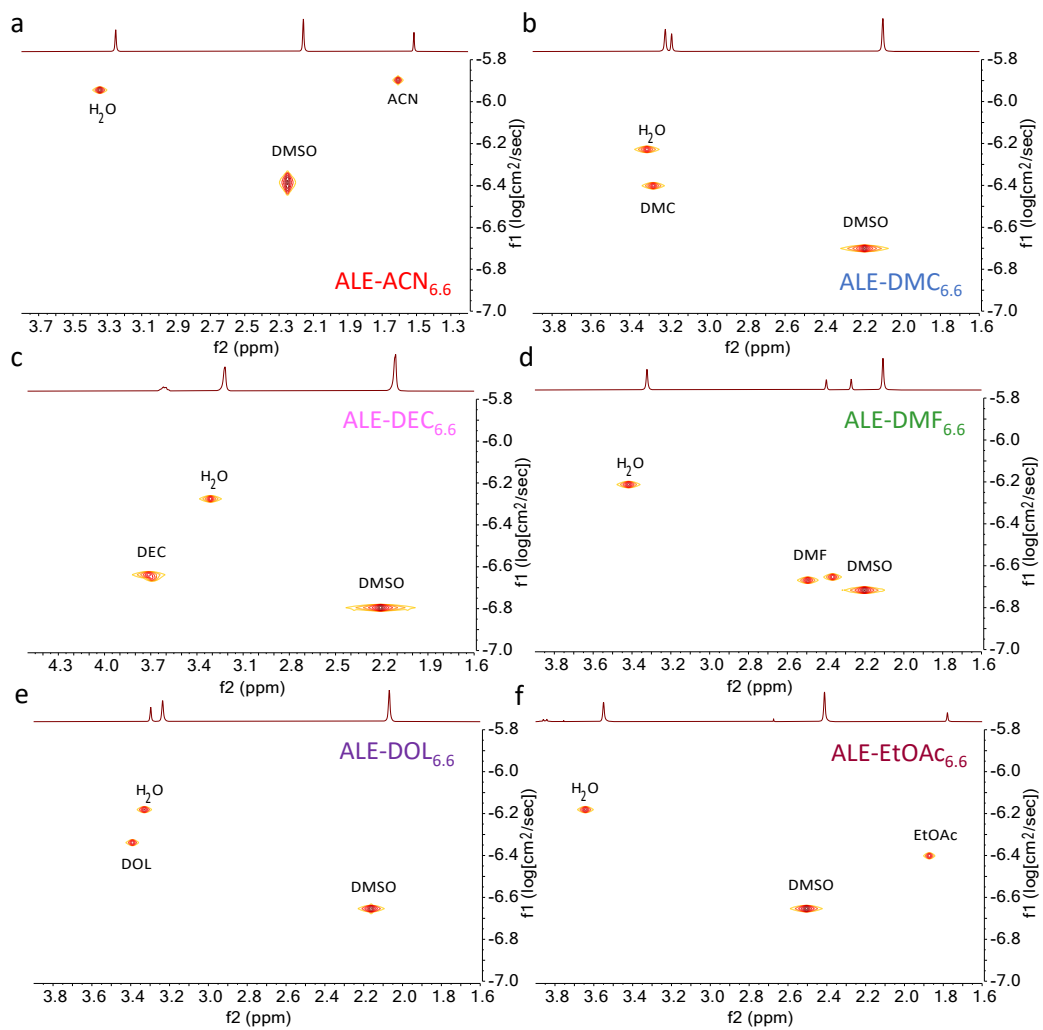 a
H₂O
ACN
DMSO
ALE-ACN₆.₆
-5.8
-6.0
-6.2
-6.4
-6.6
-6.8
-7.0
f1 (log[cm2/sec])
3.7 3.5 3.3 3.1 2.9 2.7 2.5 2.3 2.1 1.9 1.7 1.5 1.3
f2 (ppm)
b
H₂O
DMC
DMSO
ALE-DMC₆.₆
-5.8
-6.0
-6.2
-6.4
-6.6
-6.8
-7.0
f1 (log[cm2/sec])
3.8 3.6 3.4 3.2 3.0 2.8 2.6 2.4 2.2 2.0 1.8 1.6
f2 (ppm)
c
ALE-DEC₆.₆
H₂O
DEC
DMSO
-5.8
-6.0
-6.2
-6.4
-6.6
-6.8
-7.0
f1 (log[cm2/sec])
4.3 4.0 3.7 3.4 3.1 2.8 2.5 2.2 1.9 1.6
f2 (ppm)
d
ALE-DMF₆.₆
H₂O
DMF
DMSO
-5.8
-6.0
-6.2
-6.4
-6.6
-6.8
-7.0
f1 (log[cm2/sec])
3.8 3.6 3.4 3.2 3.0 2.8 2.6 2.4 2.2 2.0 1.8 1.6
f2 (ppm)
e
ALE-DOL₆.₆
H₂O
DOL
DMSO
-5.8
-6.0
-6.2
-6.4
-6.6
-6.8
-7.0
f1 (log[cm2/sec])
3.8 3.6 3.4 3.2 3.0 2.8 2.6 2.4 2.2 2.0 1.8 1.6
f2 (ppm)
f
ALE-EtOAc₆.₆
H₂O
EtOAc
DMSO
-5.8
-6.0
-6.2
-6.4
-6.6
-6.8
-7.0
f1 (log[cm2/sec])
3.8 3.6 3.4 3.2 3.0 2.8 2.6 2.4 2.2 2.0 1.8 1.6
f2 (ppm)